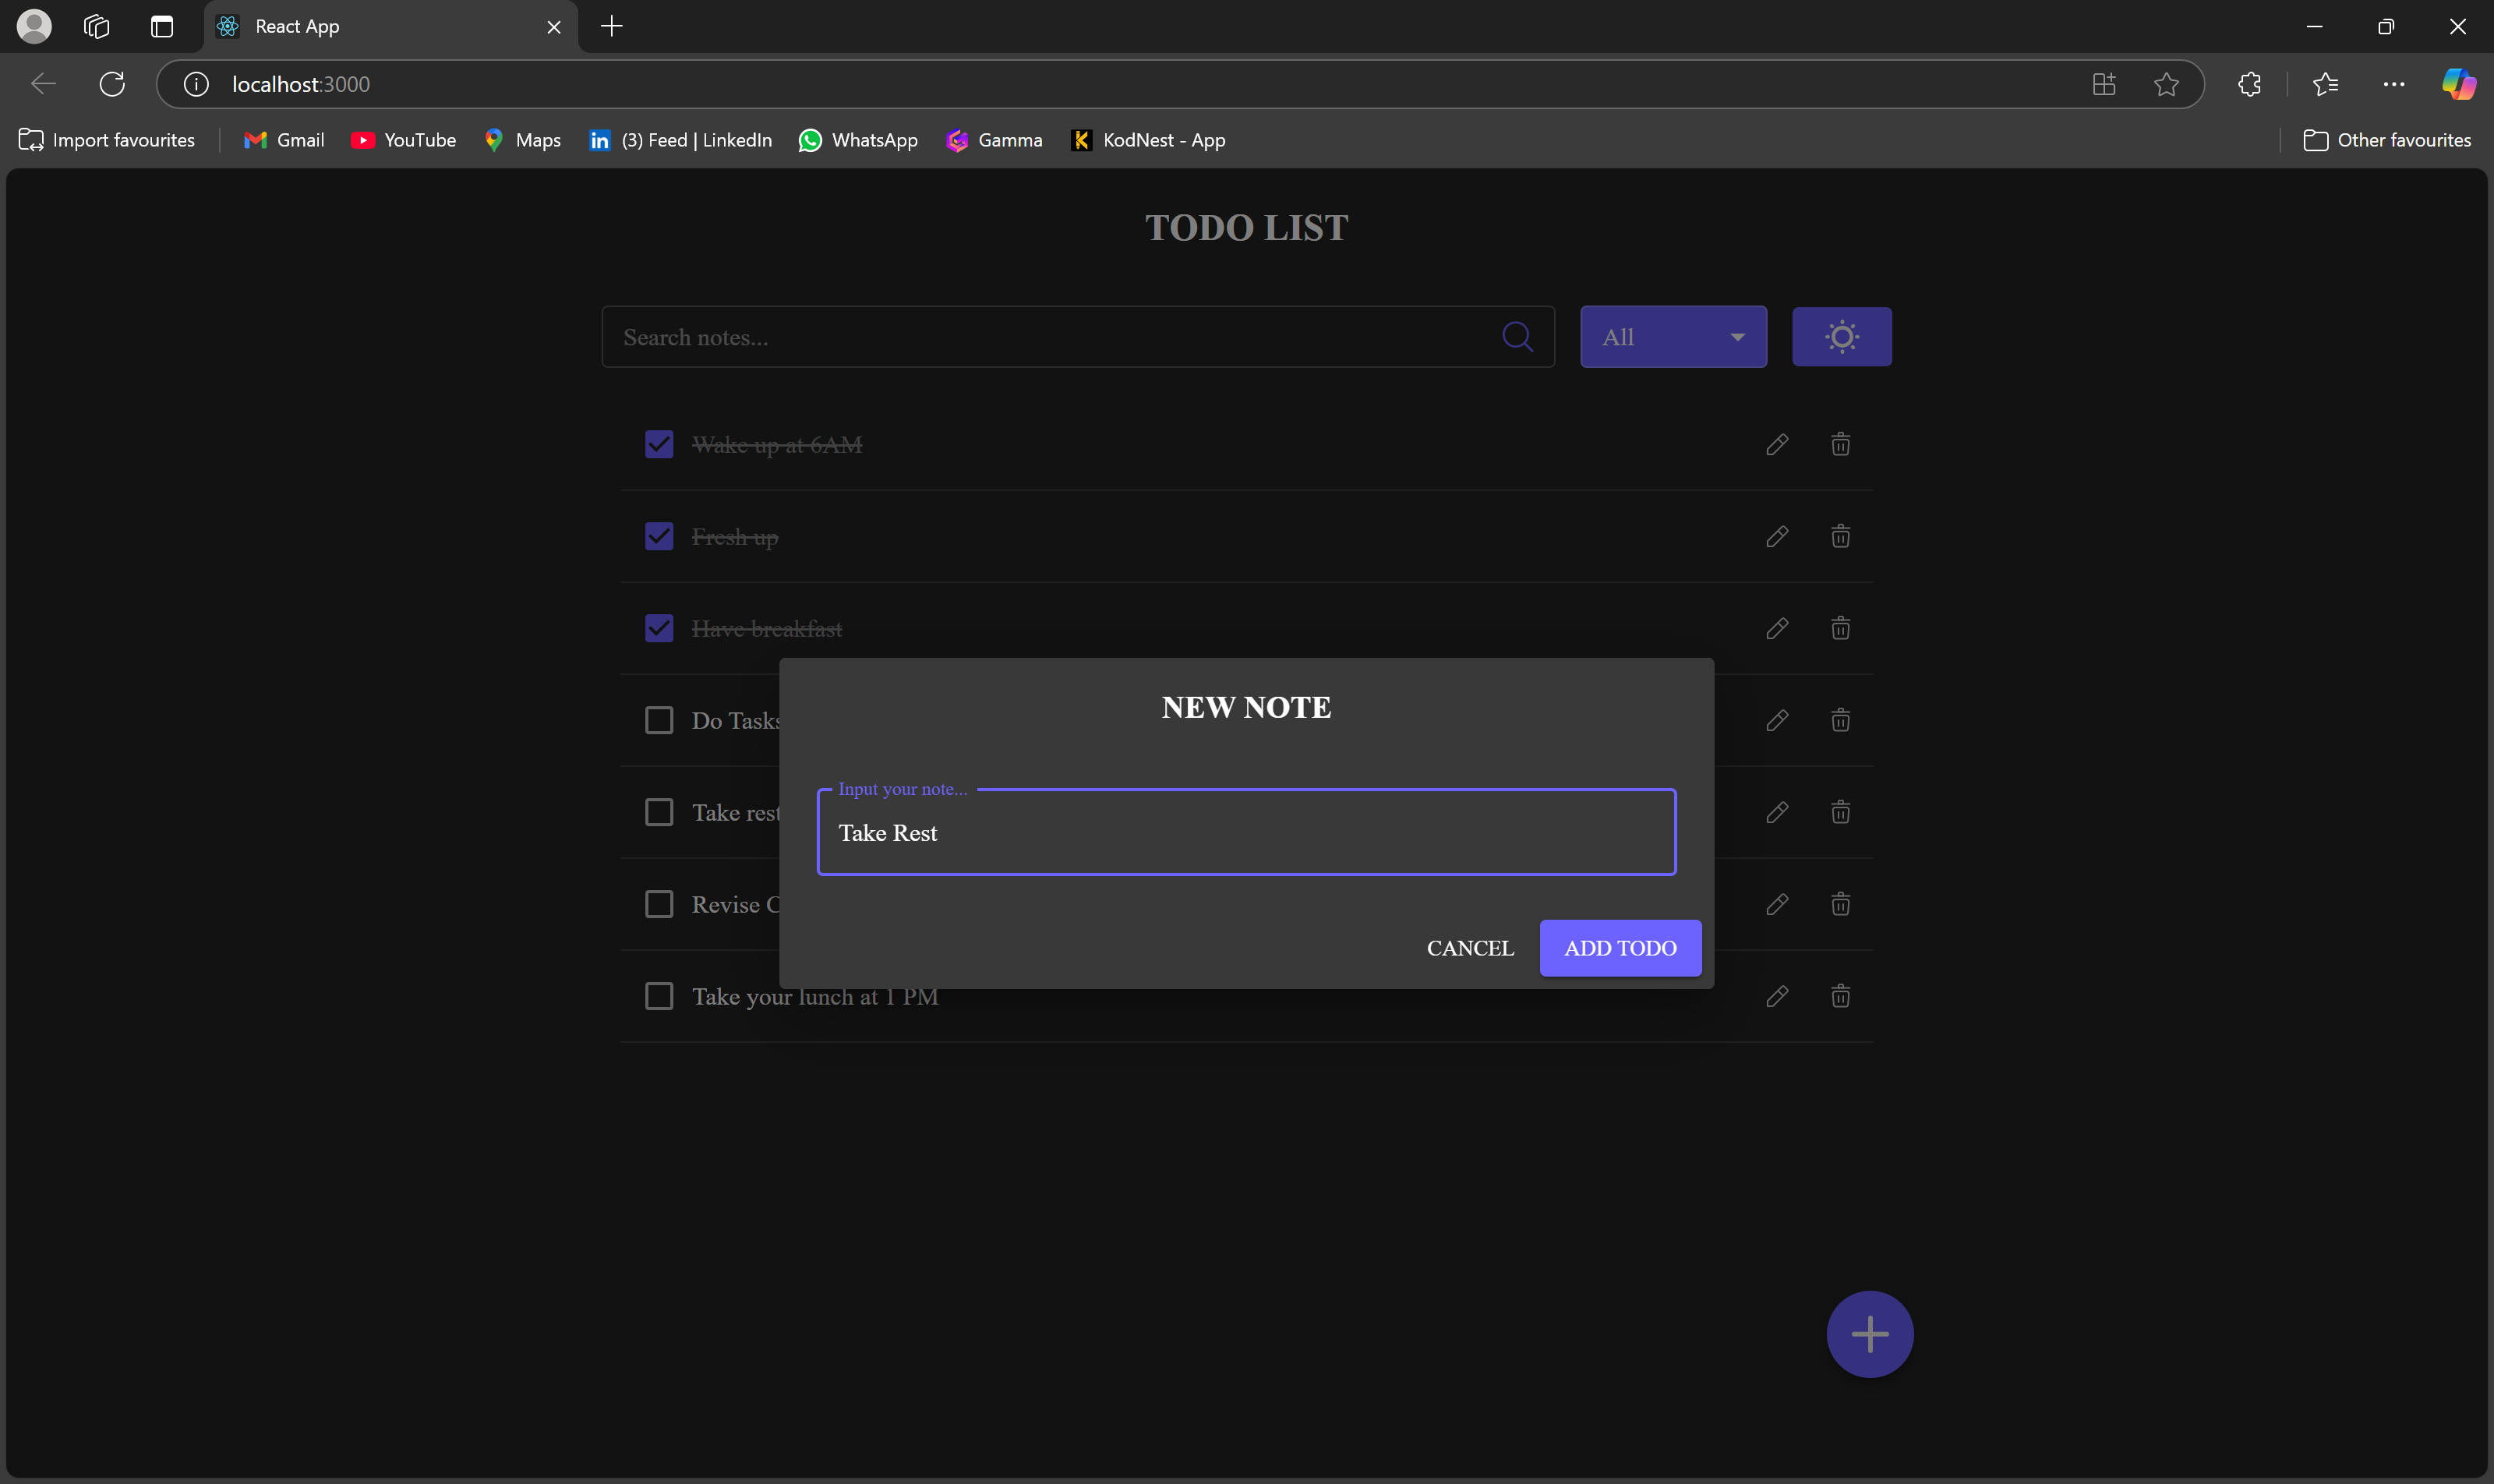 React App
localhost:3000
Import favourites
Gmail
YouTube
Maps
(3) Feed | LinkedIn
WhatsApp
Gamma
KodNest - App
Other favourites
TODO LIST
Search notes...
All
Wake up at 6AM
Fresh up
Have breakfast
NEW NOTE
Do Tasks
Input your note...
Take rest
Take Rest
Revise
CANCEL
ADD TODO
Take your lunch at 1 PM